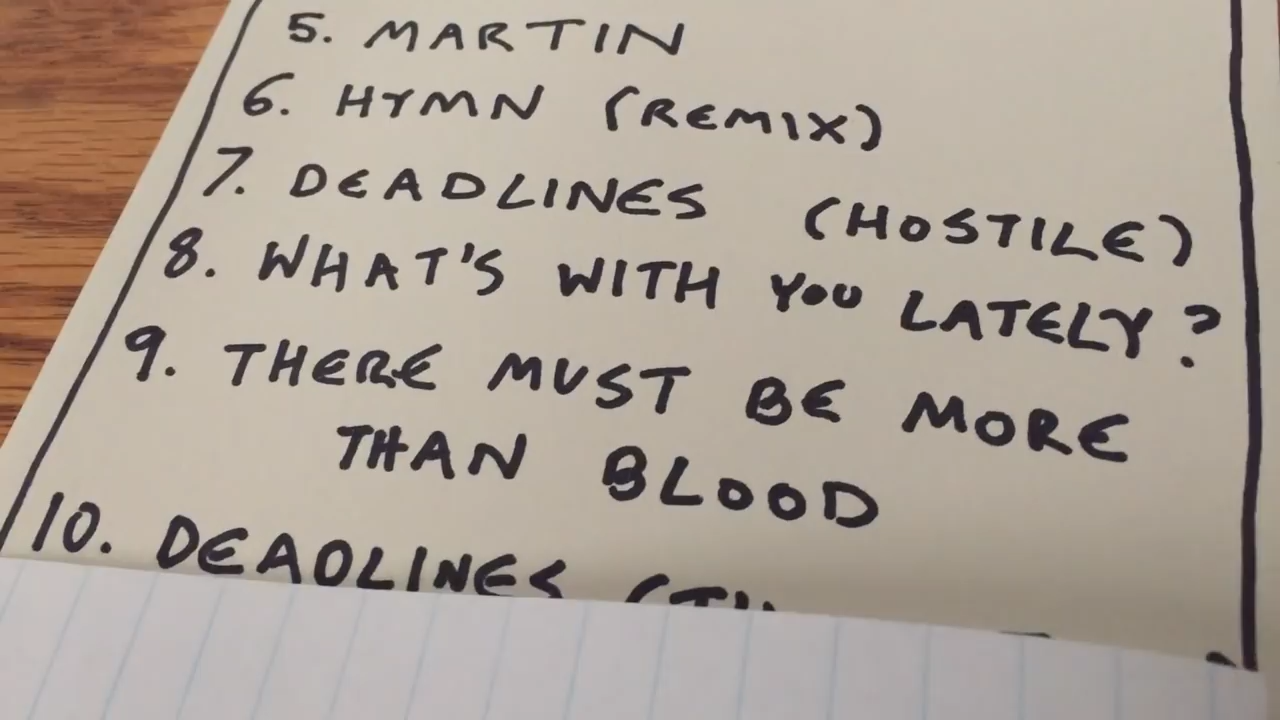 5. MARTIN
6. HYMN (REMIX)
7. DEADLINES (HOSTILE)
8. WHAT'S WITH YOU LATELY?
9. THERE MUST BE MORE
THAN BLOOD
10. DEADLINES